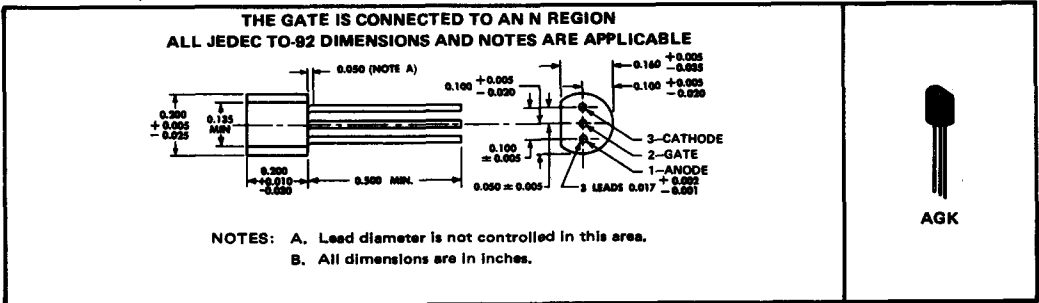 THE GATE IS CONNECTED TO AN N REGION
ALL JEDEC TO-92 DIMENSIONS AND NOTES ARE APPLICABLE
0.050 (NOTE A)
0.160 +0.005 −0.035
0.100 +0.005 −0.020
0.100 +0.005 −0.020
0.200 +0.005 −0.025
0.135 MIN
3–CATHODE
2–GATE
1–ANODE
0.100 ± 0.005
0.200 +0.010 −0.020
0.500 MIN.
0.050 ± 0.005
3 LEADS 0.017 +0.002 −0.001
AGK
NOTES: A. Lead diameter is not controlled in this area.
B. All dimensions are in inches.